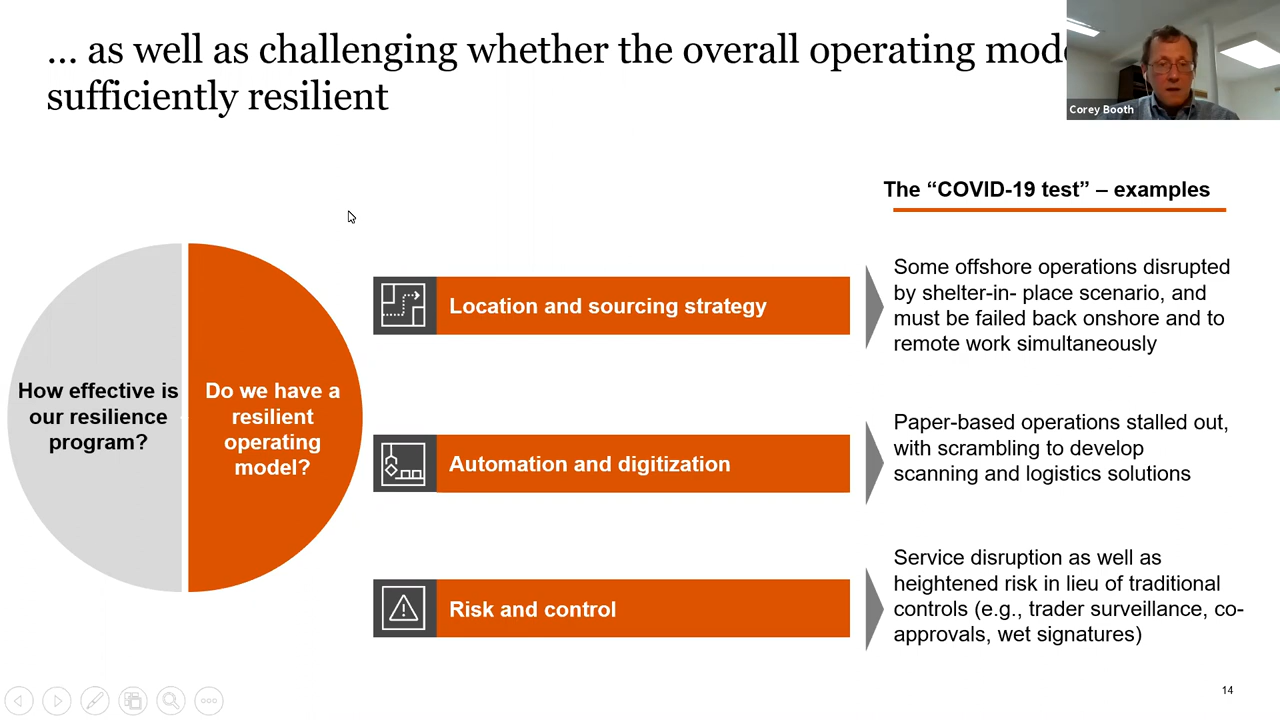 ... as well as challenging whether the overall operating
sufficiently resilient
Corey Booth
The “COVID-19 test” – examples
How effective is
our resilience
program?
Do we have a
resilient
operating
model?
Location and sourcing strategy
Some offshore operations disrupted
by shelter-in- place scenario, and
must be failed back onshore and to
remote work simultaneously
Automation and digitization
Paper-based operations stalled out,
with scrambling to develop
scanning and logistics solutions
Risk and control
Service disruption as well as
heightened risk in lieu of traditional
controls (e.g., trader surveillance, co-
approvals, wet signatures)
14